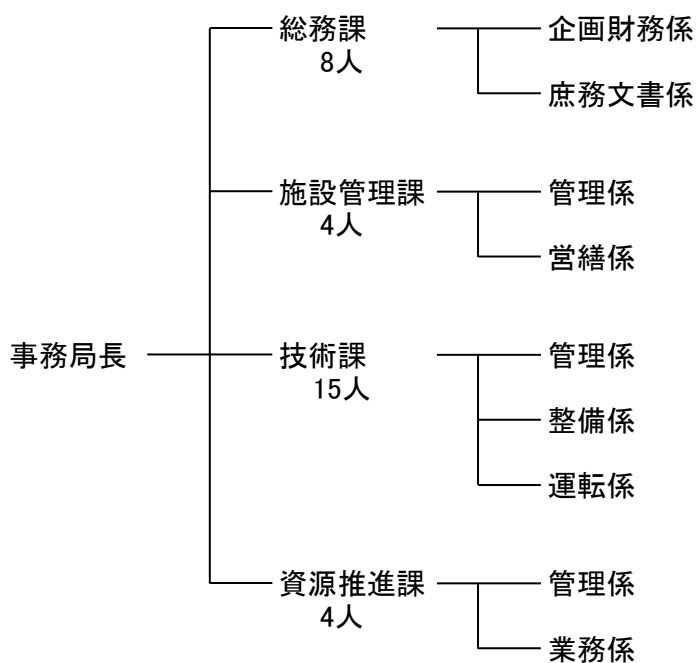 総務課
8人
企画財務係
庶務文書係
施設管理課
4人
管理係
営繕係
事務局長
技術課
15人
管理係
整備係
運転係
資源推進課
4人
管理係
業務係